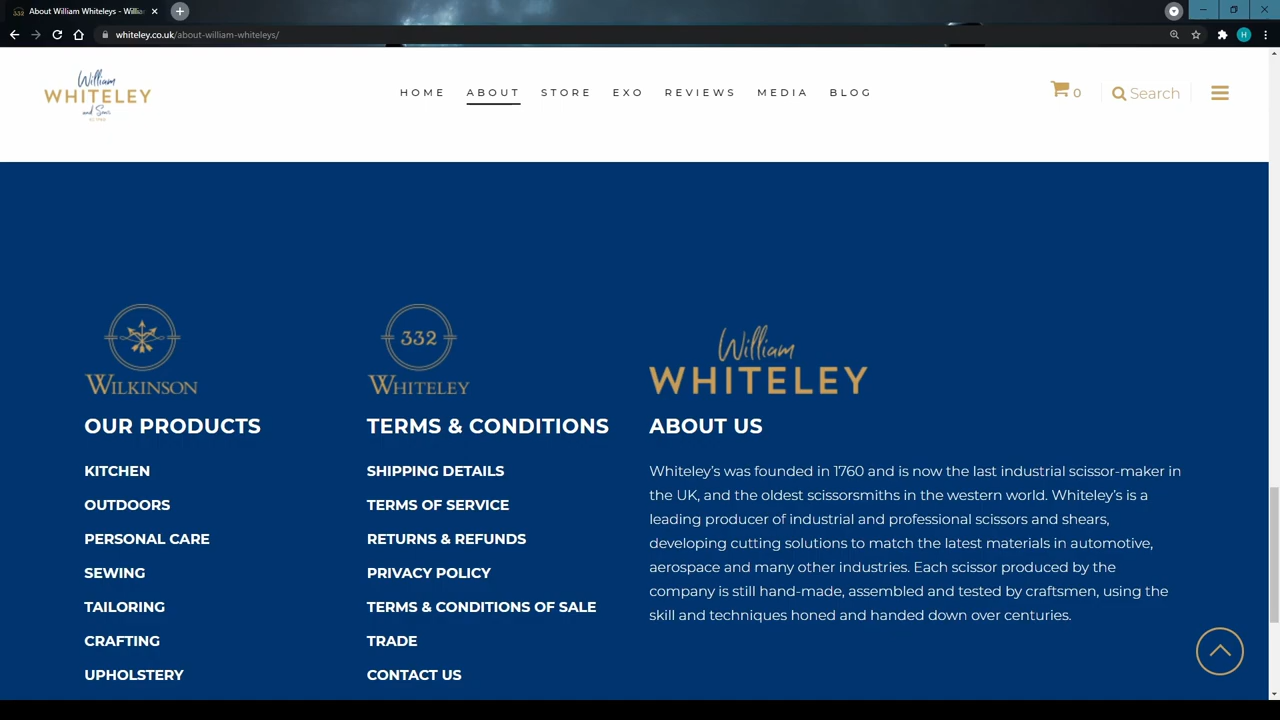 About William Whiteleys - Willia
whiteley.co.uk/about-william-whiteleys/
H
William
WHITELEY
and Sons
HOME ABOUT STORE EXO REVIEWS MEDIA BLOG
0
Search
WILKINSON
OUR PRODUCTS
KITCHEN
OUTDOORS
PERSONAL CARE
SEWING
TAILORING
CRAFTING
UPHOLSTERY
332
WHITELEY
TERMS & CONDITIONS
SHIPPING DETAILS
TERMS OF SERVICE
RETURNS & REFUNDS
PRIVACY POLICY
TERMS & CONDITIONS OF SALE
TRADE
CONTACT US
William
WHITELEY
ABOUT US
Whiteley's was founded in 1760 and is now the last industrial scissor-maker in
the UK, and the oldest scissorsmiths in the western world. Whiteley's is a
leading producer of industrial and professional scissors and shears,
developing cutting solutions to match the latest materials in automotive,
aerospace and many other industries. Each scissor produced by the
company is still hand-made, assembled and tested by craftsmen, using the
skill and techniques honed and handed down over centuries.